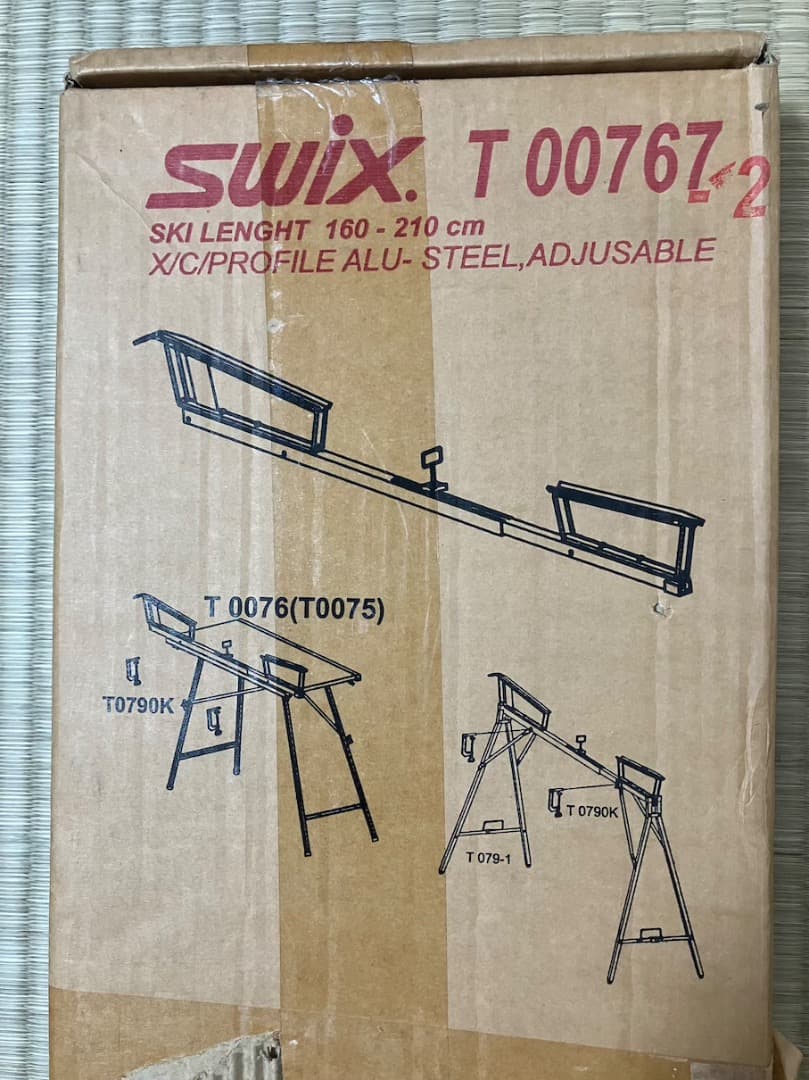 SWIX. T 00767-2
SKI LENGHT 160 - 210 cm
X/C/PROFILE ALU- STEEL,ADJUSABLE
T 0076(T0075)
T0790K
T 0790K
T 079-1